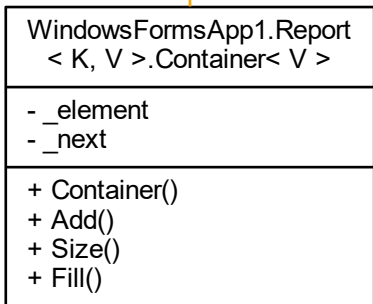 WindowsFormsApp1.Report
< K, V >.Container< V >
- _element
- _next
+ Container()
+ Add()
+ Size()
+ Fill()